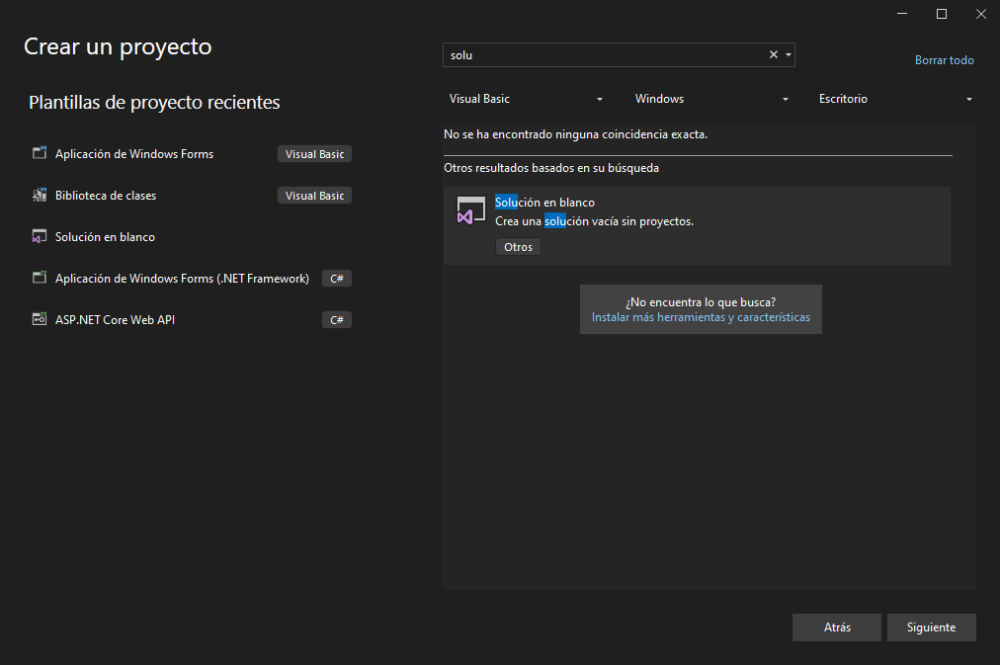 Crear un proyecto
Plantillas de proyecto recientes
Aplicación de Windows Forms Visual Basic
Biblioteca de clases Visual Basic
Solución en blanco
Aplicación de Windows Forms (.NET Framework) C#
ASP.NET Core Web API C#
solu
Borrar todo
Visual Basic Windows Escritorio
No se ha encontrado ninguna coincidencia exacta.
Otros resultados basados en su búsqueda
Solución en blanco
Crea una solución vacía sin proyectos.
Otros
¿No encuentra lo que busca?
Instalar más herramientas y características
Atrás Siguiente